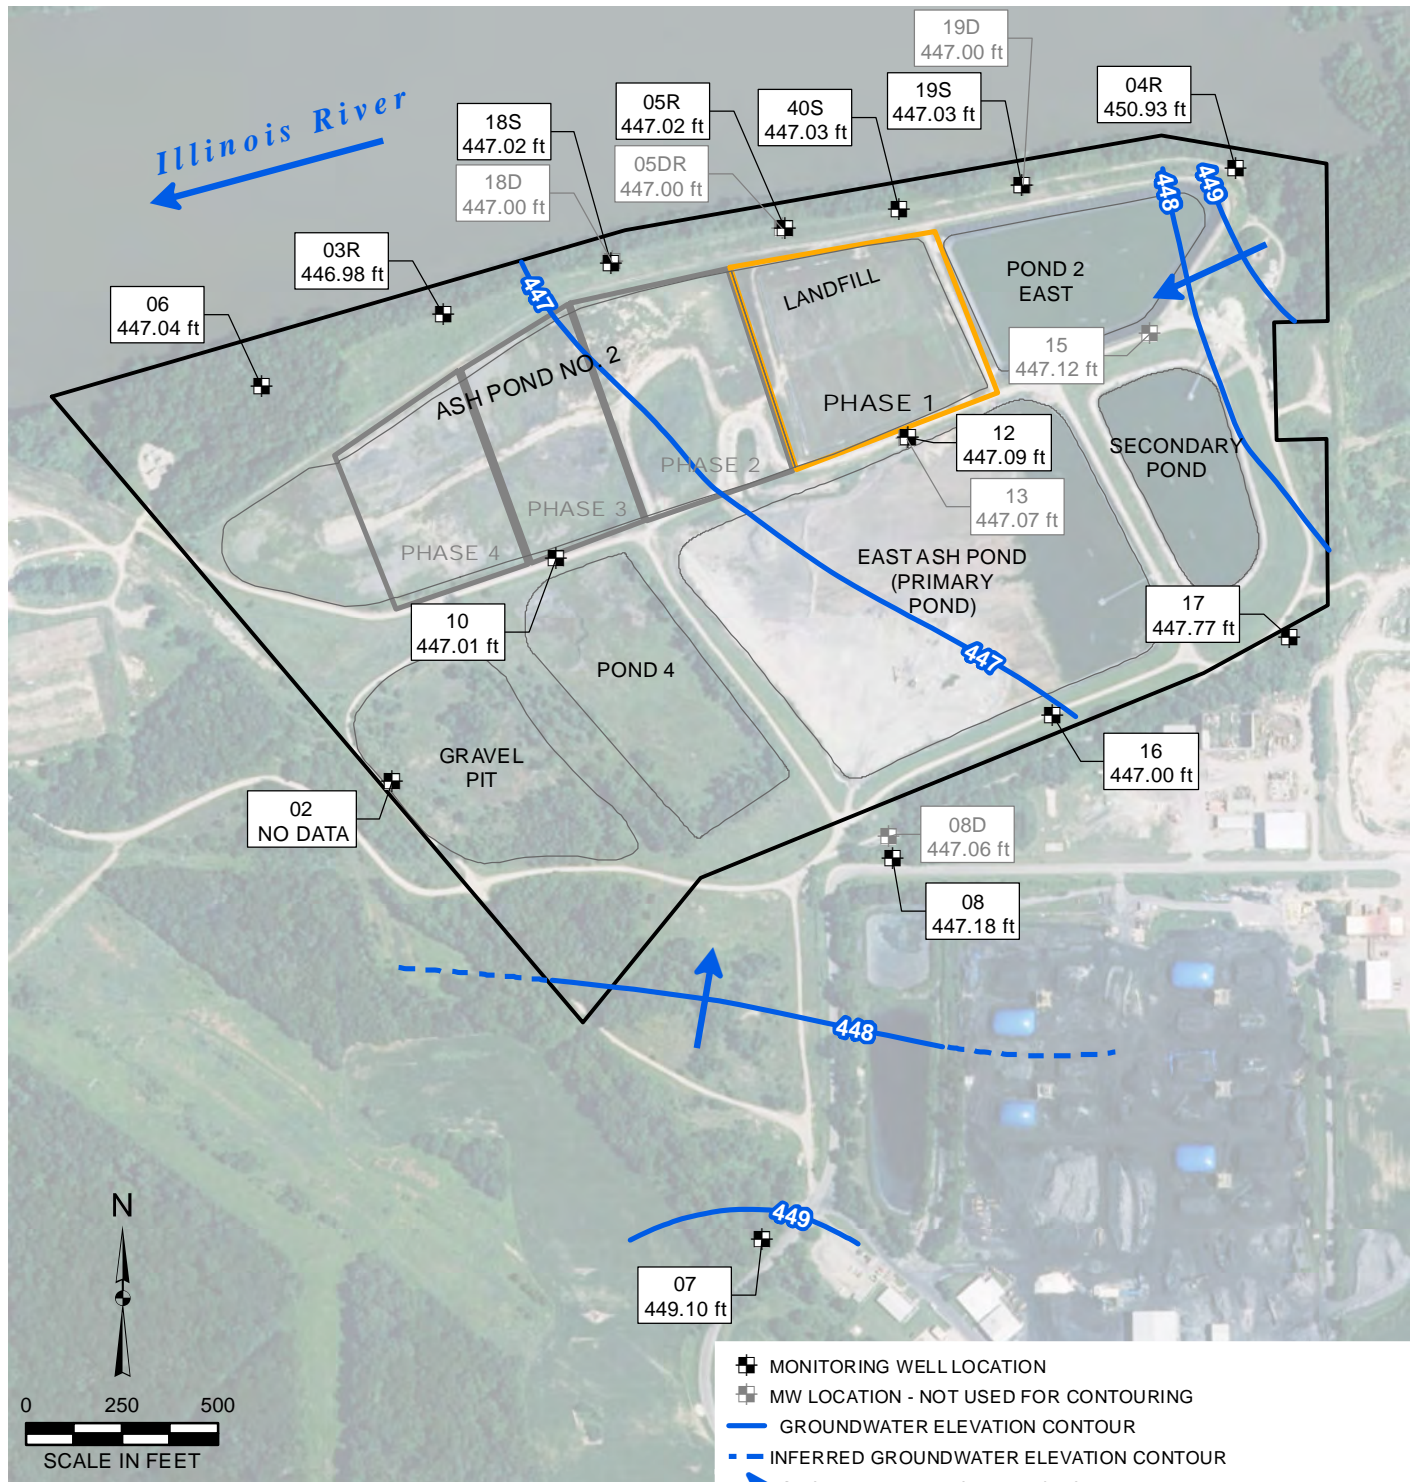 19D
447.00 ft
04R
450.93 ft
19S
447.03 ft
05R
447.02 ft
40S
447.03 ft
Illinois River
18S
447.02 ft
05DR
447.00 ft
18D
447.00 ft
448
449
03R
446.98 ft
06
447.04 ft
447
LANDFILL
POND 2
EAST
15
447.12 ft
ASH POND NO. 2
PHASE 1
12
447.09 ft
SECONDARY
POND
PHASE 2
13
447.07 ft
PHASE 3
PHASE 4
EAST ASH POND
(PRIMARY
POND)
17
447.77 ft
10
447.01 ft
POND 4
447
GRAVEL
PIT
16
447.00 ft
02
NO DATA
08D
447.06 ft
08
447.18 ft
448
449
07
449.10 ft
N
0 250 500
SCALE IN FEET
MONITORING WELL LOCATION
MW LOCATION - NOT USED FOR CONTOURING
GROUNDWATER ELEVATION CONTOUR
INFERRED GROUNDWATER ELEVATION CONTOUR